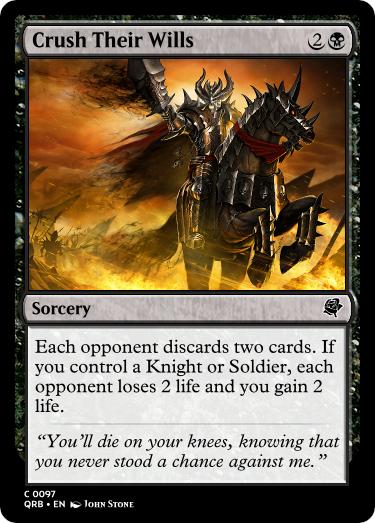 Crush Their Wills 2
Sorcery
Each opponent discards two cards. If
you control a Knight or Soldier, each
opponent loses 2 life and you gain 2
life.
“You’ll die on your knees, knowing that
you never stood a chance against me.”
C 0097
QRB • EN John Stone